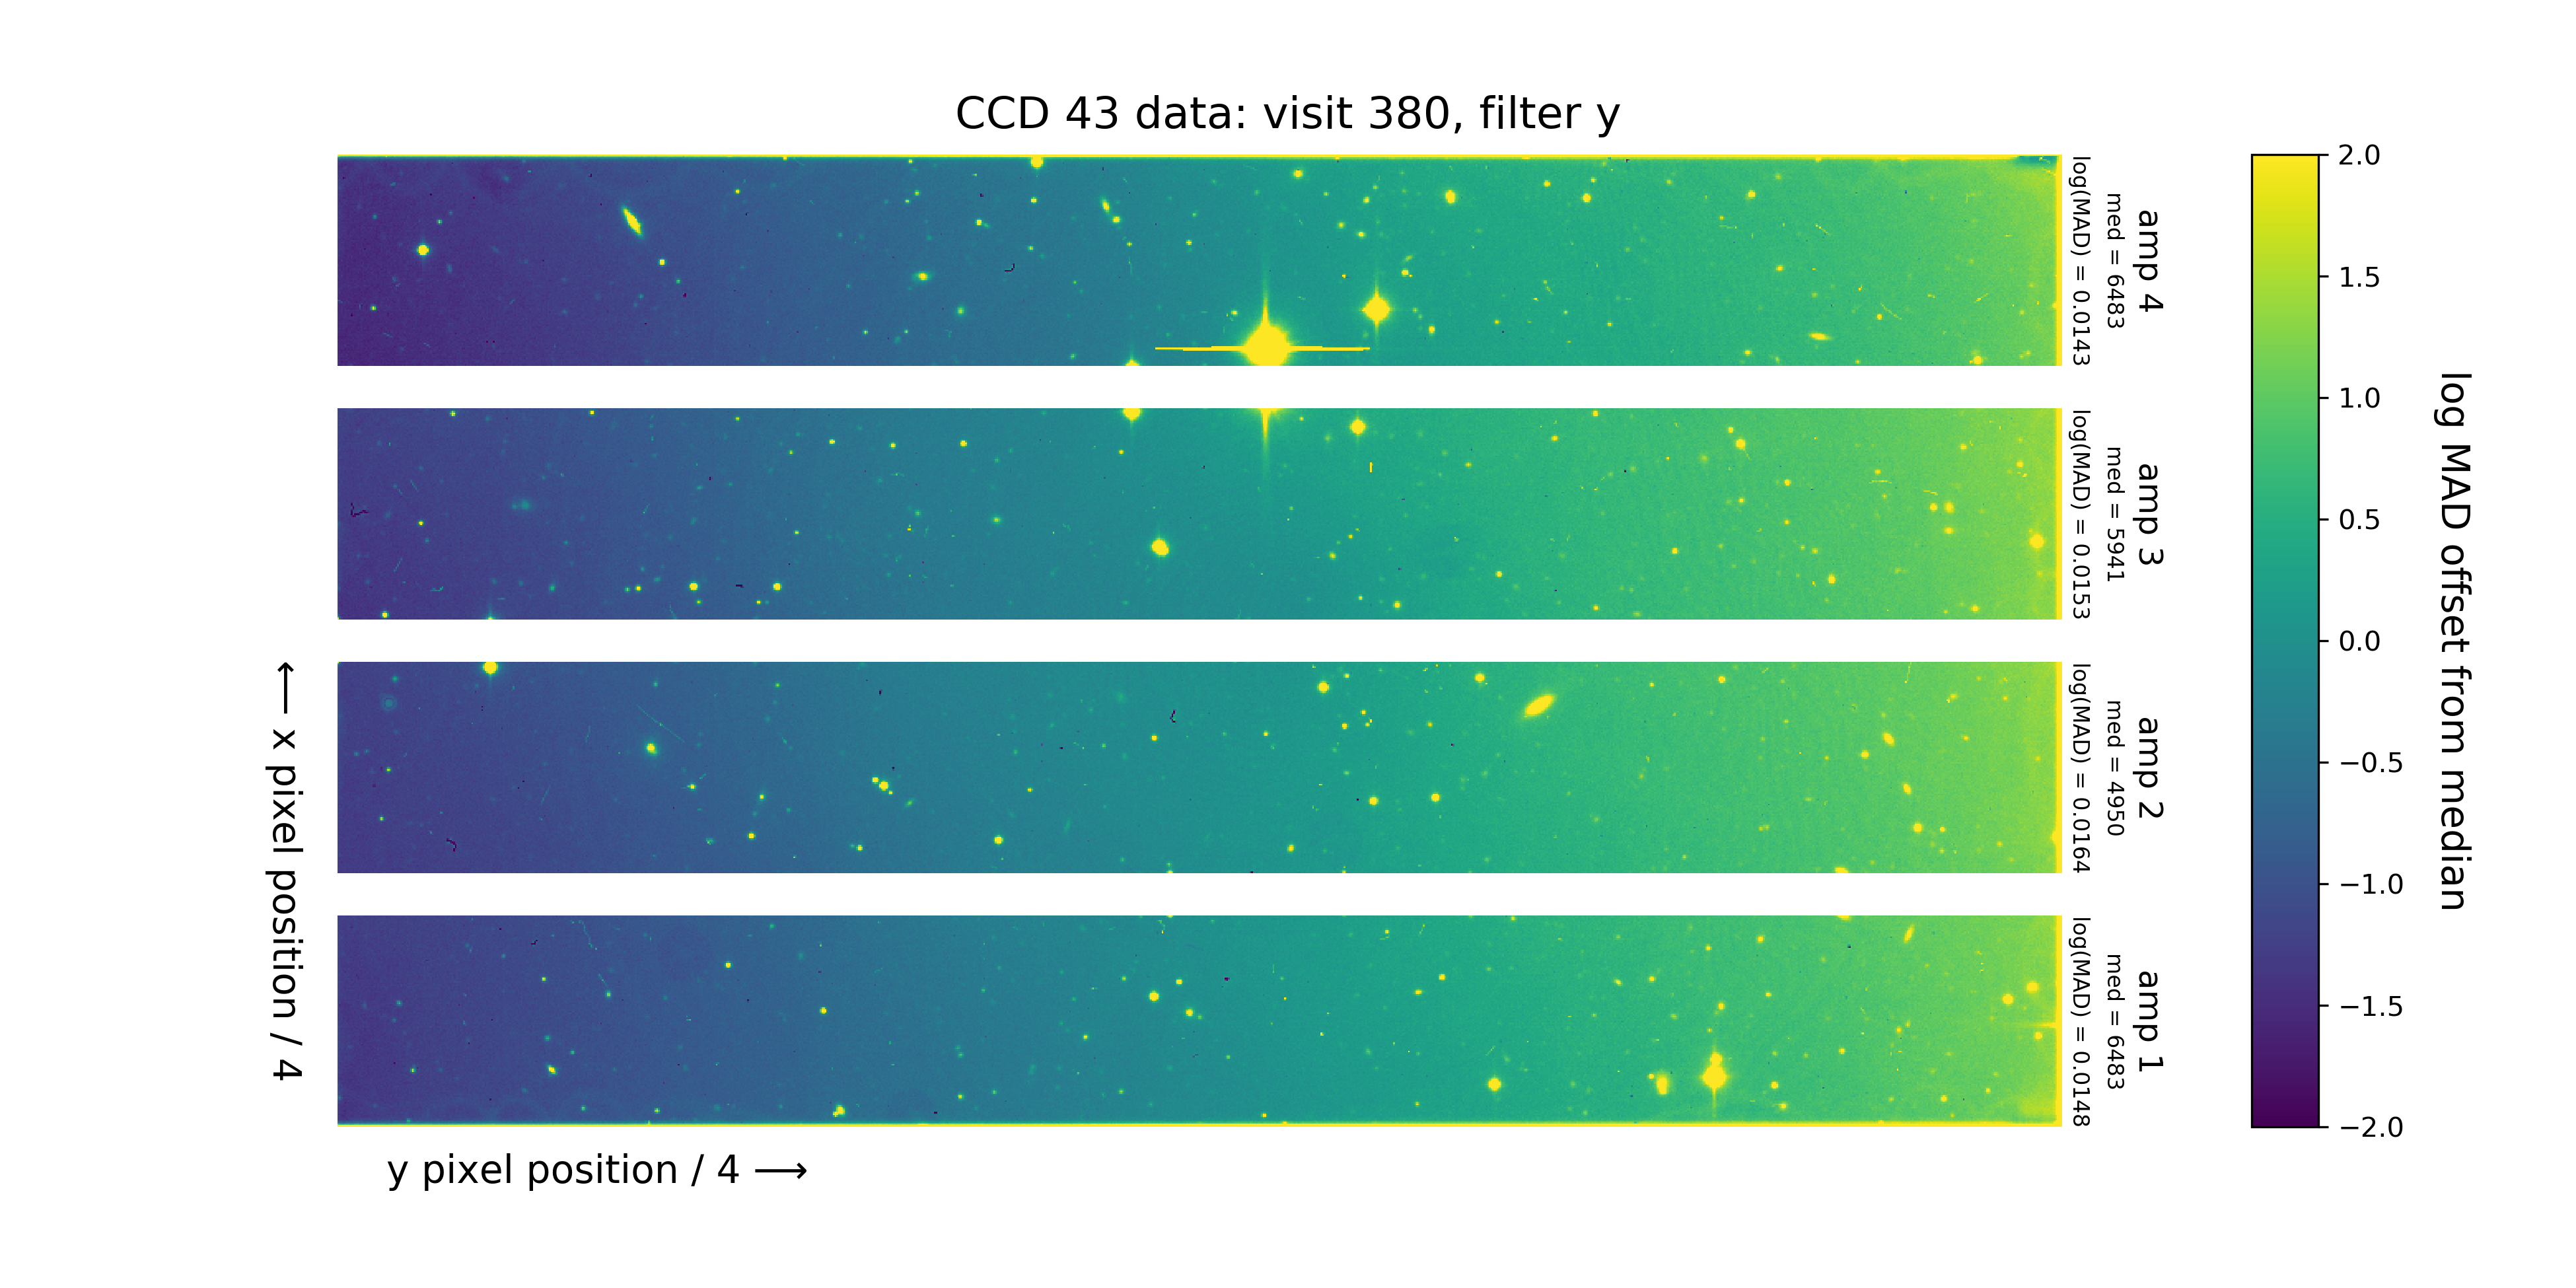 CCD 43 data: visit 380, filter y
amp 4
med = 6483
log(MAD) = 0.0143
amp 3
med = 5941
log(MAD) = 0.0153
amp 2
med = 4950
log(MAD) = 0.0164
amp 1
med = 6483
log(MAD) = 0.0148
⟵ x pixel position / 4
y pixel position / 4 ⟶
2.0
1.5
1.0
0.5
0.0
−0.5
−1.0
−1.5
−2.0
log MAD offset from median